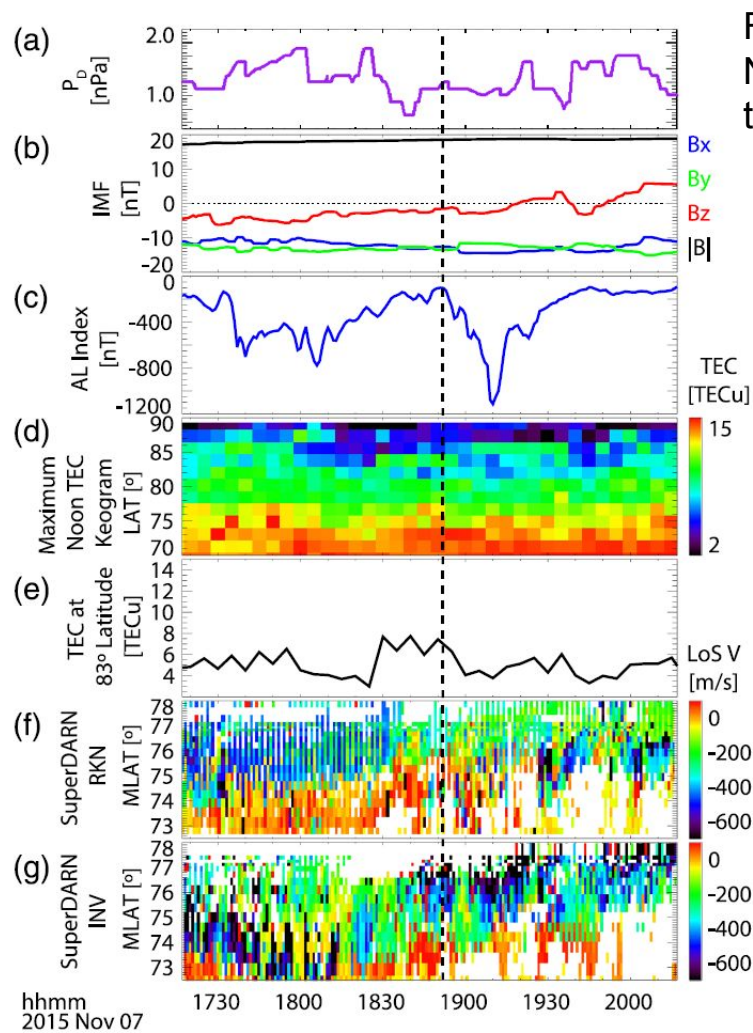 (a)
P_D
[nPa]
2.0
1.0
(b)
IMF
[nT]
20
10
0
-10
-20
Bx
By
Bz
|B|
(c)
AL Index
[nT]
0
-400
-800
-1200
TEC
[TECu]
(d)
Maximum
Noon TEC
Keogram
LAT [º]
90
85
80
75
70
15
2
(e)
TEC at
83º Latitude
[TECu]
14
12
10
8
6
4
LoS V
[m/s]
(f)
SuperDARN
RKN
MLAT [º]
78
77
76
75
74
73
0
-200
-400
-600
(g)
SuperDARN
INV
MLAT [º]
78
77
76
75
74
73
0
-200
-400
-600
hhmm
2015 Nov 07
1730 1800 1830 1900 1930 2000